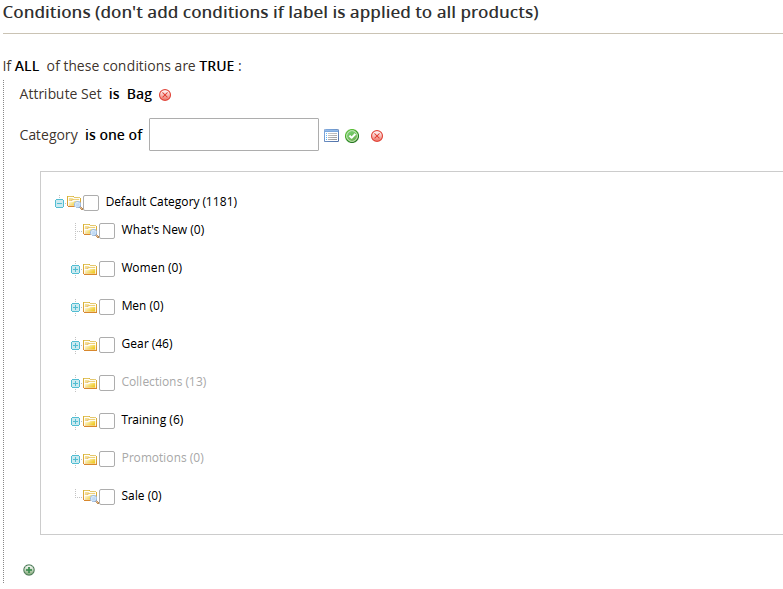 Conditions (don't add conditions if label is applied to all products)
If ALL of these conditions are TRUE :
Attribute Set is Bag
Category is one of
Default Category (1181)
What's New (0)
Women (0)
Men (0)
Gear (46)
Collections (13)
Training (6)
Promotions (0)
Sale (0)